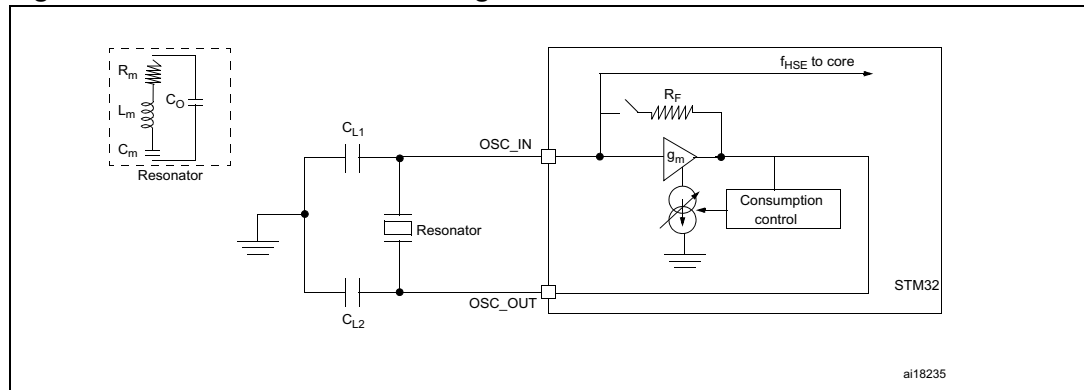 f_HSE to core
R_m
C_O
L_m
C_m
Resonator
R_F
C_L1
OSC_IN
g_m
Consumption
control
Resonator
STM32
OSC_OUT
C_L2
ai18235